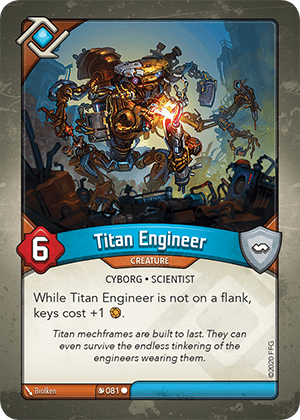 Titan Engineer
CREATURE
6
CYBORG • SCIENTIST
While Titan Engineer is not on a flank,
keys cost +1 .
Titan mechframes are built to last. They can
even survive the endless tinkering of the
engineers wearing them.
©2020 FFG
Brolken
081